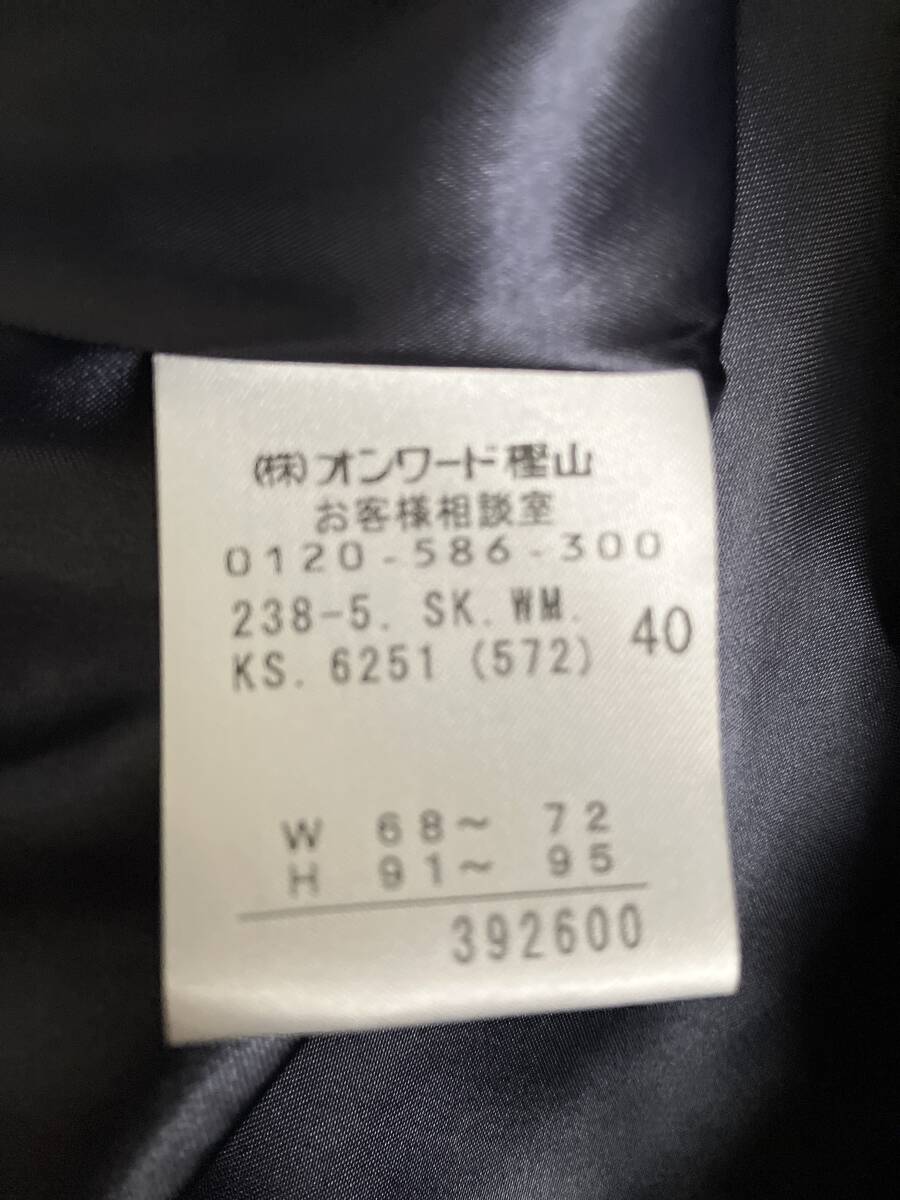 (株)オンワード樫山
お客様相談室
0120-586-300
238-5. SK. WM.
KS. 6251 (572) 40
W 68~ 72
H 91~ 95
392600